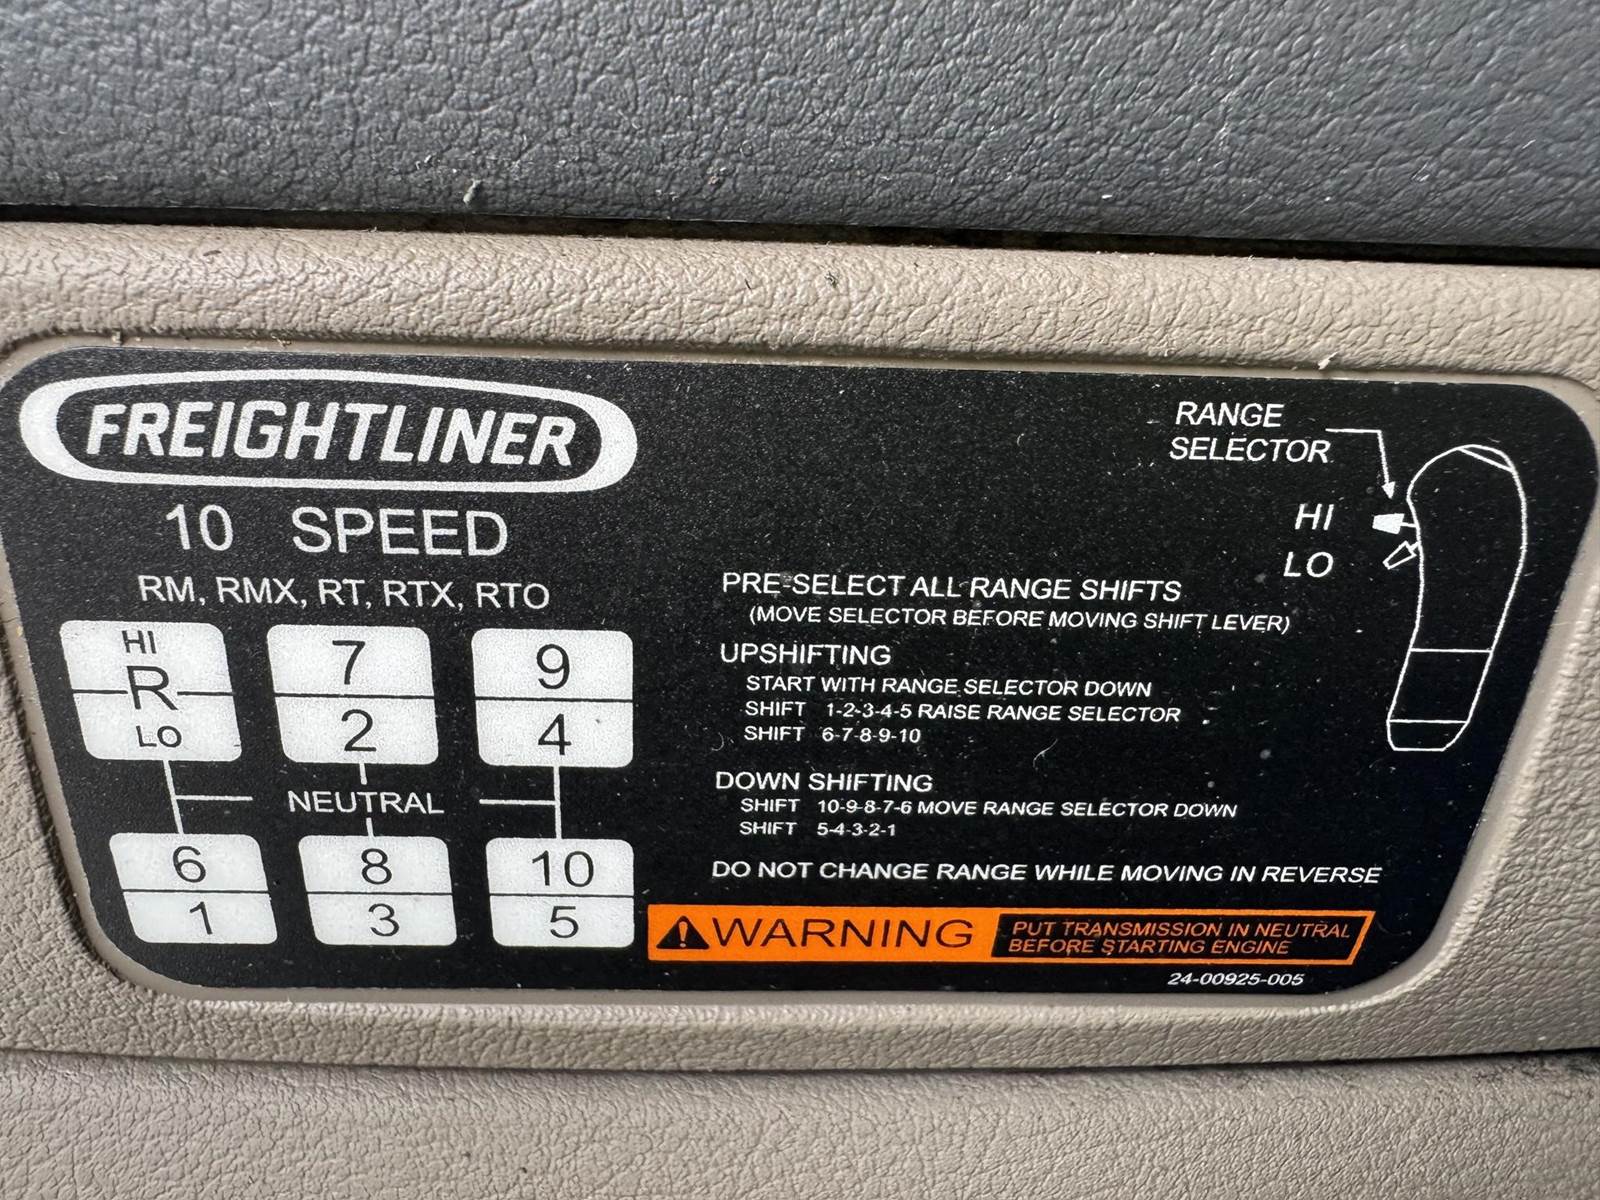 FREIGHTLINER
10 SPEED
RM, RMX, RT, RTX, RTO
HI
R
LO
7
2
9
4
NEUTRAL
6
1
8
3
10
5
RANGE
SELECTOR
HI
LO
PRE-SELECT ALL RANGE SHIFTS
(MOVE SELECTOR BEFORE MOVING SHIFT LEVER)
UPSHIFTING
START WITH RANGE SELECTOR DOWN
SHIFT 1-2-3-4-5 RAISE RANGE SELECTOR
SHIFT 6-7-8-9-10
DOWN SHIFTING
SHIFT 10-9-8-7-6 MOVE RANGE SELECTOR DOWN
SHIFT 5-4-3-2-1
DO NOT CHANGE RANGE WHILE MOVING IN REVERSE
WARNING
PUT TRANSMISSION IN NEUTRAL
BEFORE STARTING ENGINE
24-00925-005